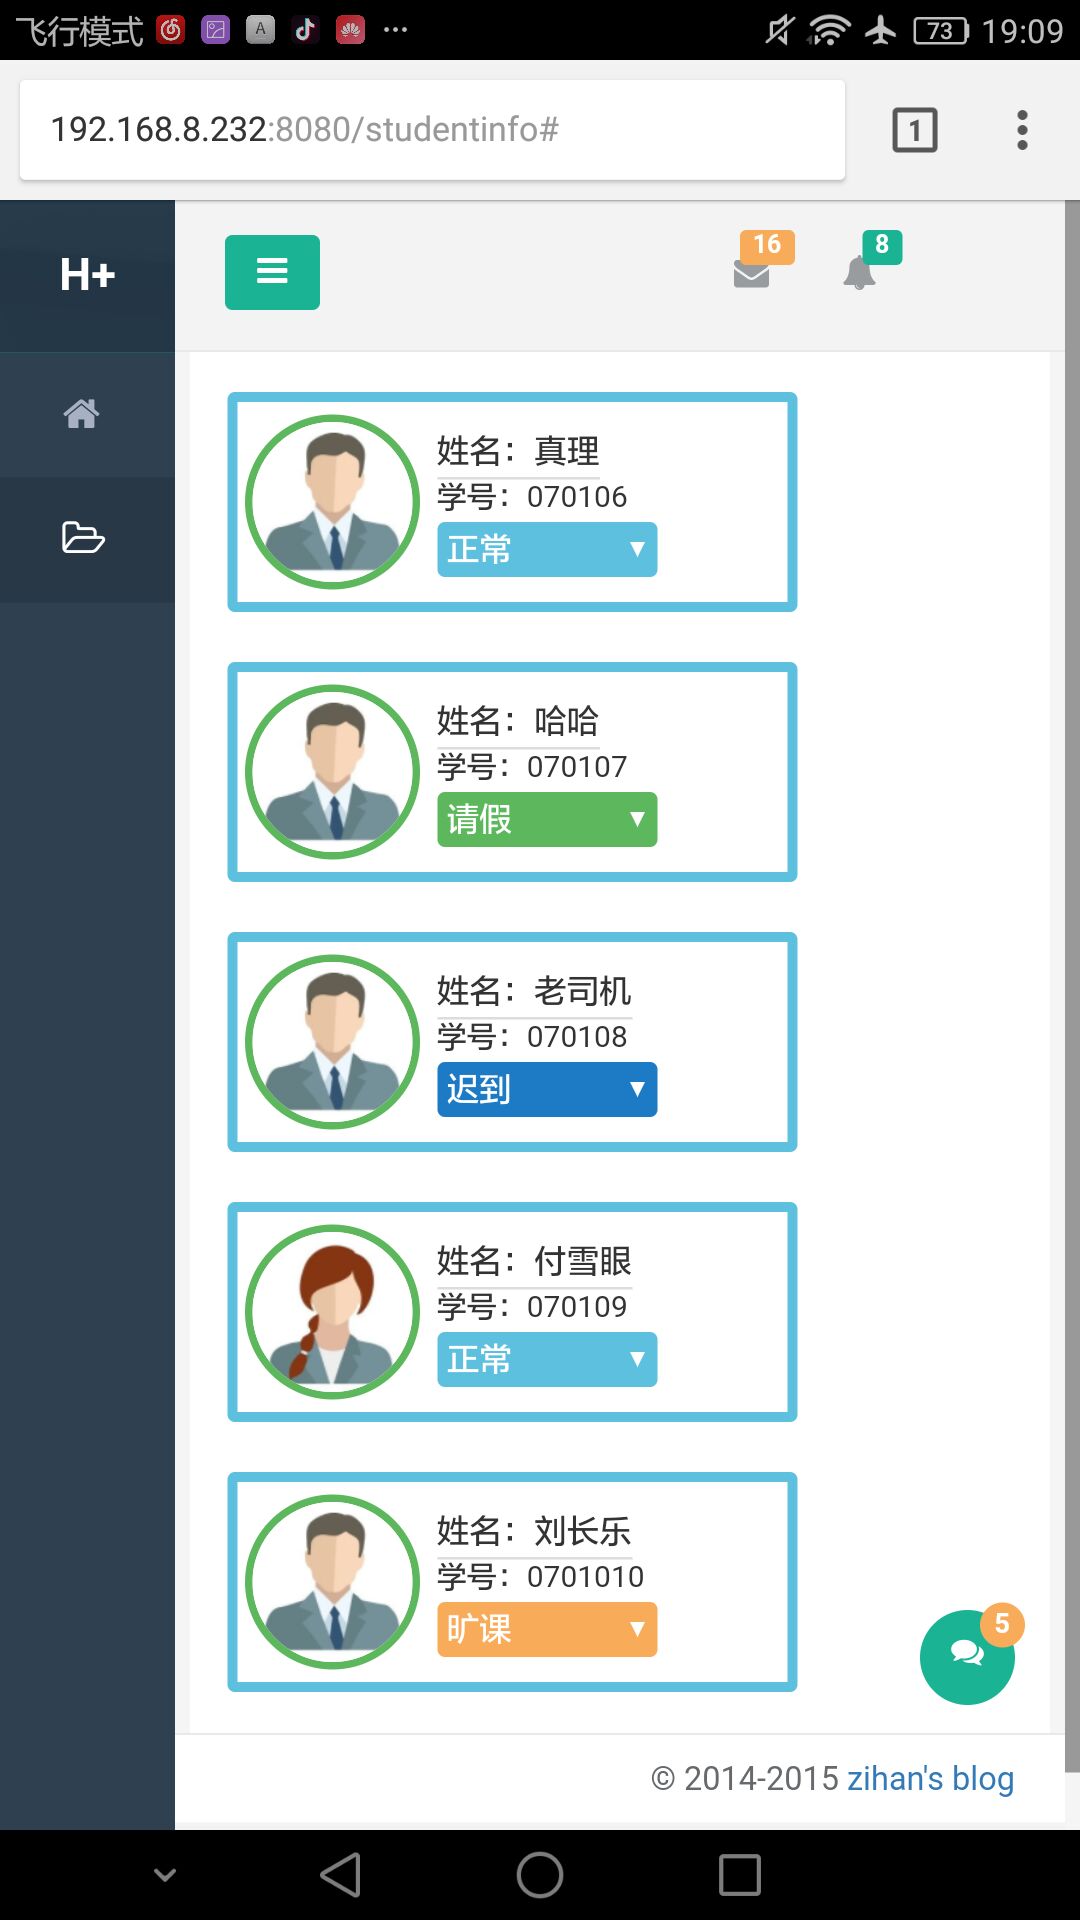 飞行模式 A ... 73 19:09
192.168.8.232:8080/studentinfo# 1
H+ 16 8
姓名：真理
学号：070106
正常
姓名：哈哈
学号：070107
请假
姓名：老司机
学号：070108
迟到
姓名：付雪眼
学号：070109
正常
姓名：刘长乐
学号：0701010
旷课
5
© 2014-2015 zihan's blog